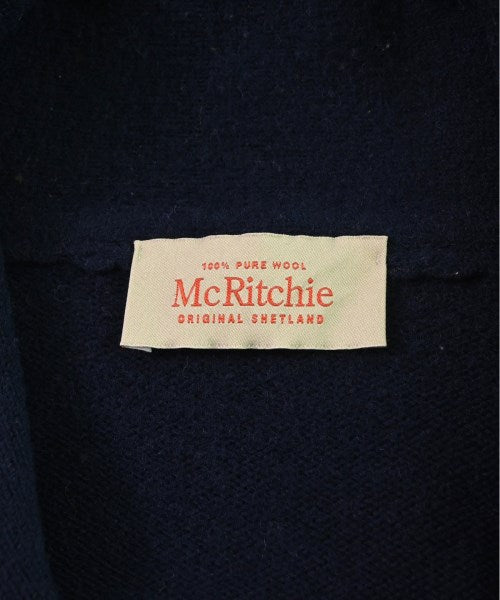 100% PURE WOOL
McRitchie
ORIGINAL SHETLAND